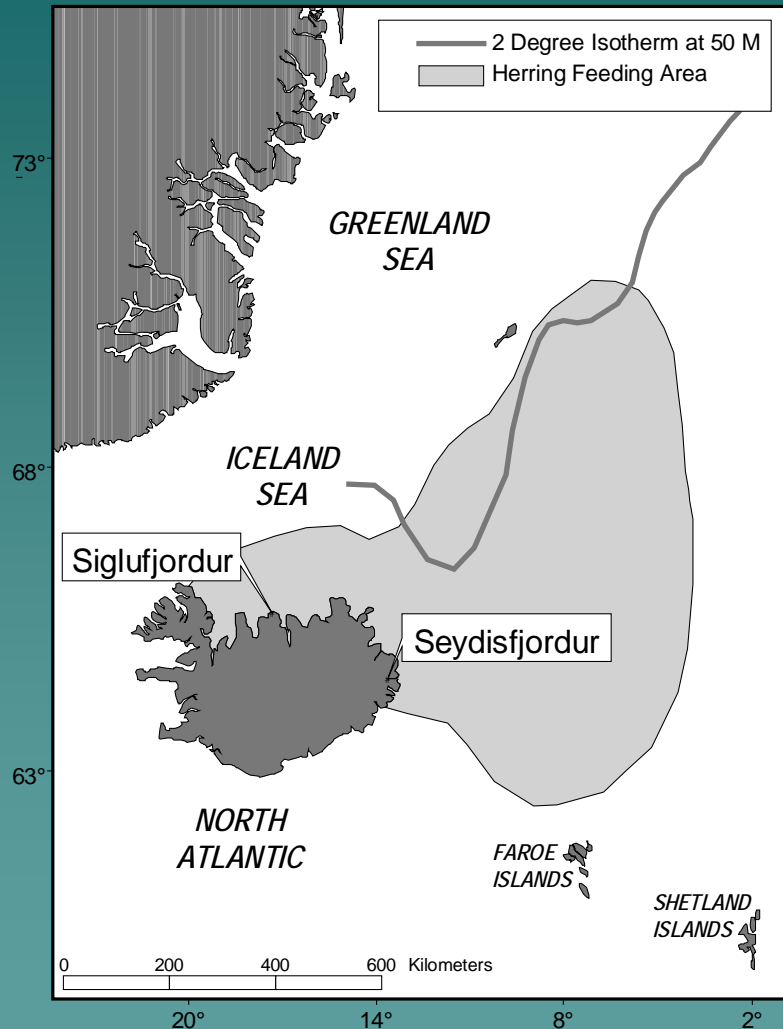 2 Degree Isotherm at 50 M
Herring Feeding Area
73°
GREENLAND
SEA
68°
ICELAND
SEA
Siglufjordur
Seydisfjordur
63°
NORTH
ATLANTIC
FAROE
ISLANDS
SHETLAND
ISLANDS
0 200 400 600 Kilometers
20° 14° 8° 2°